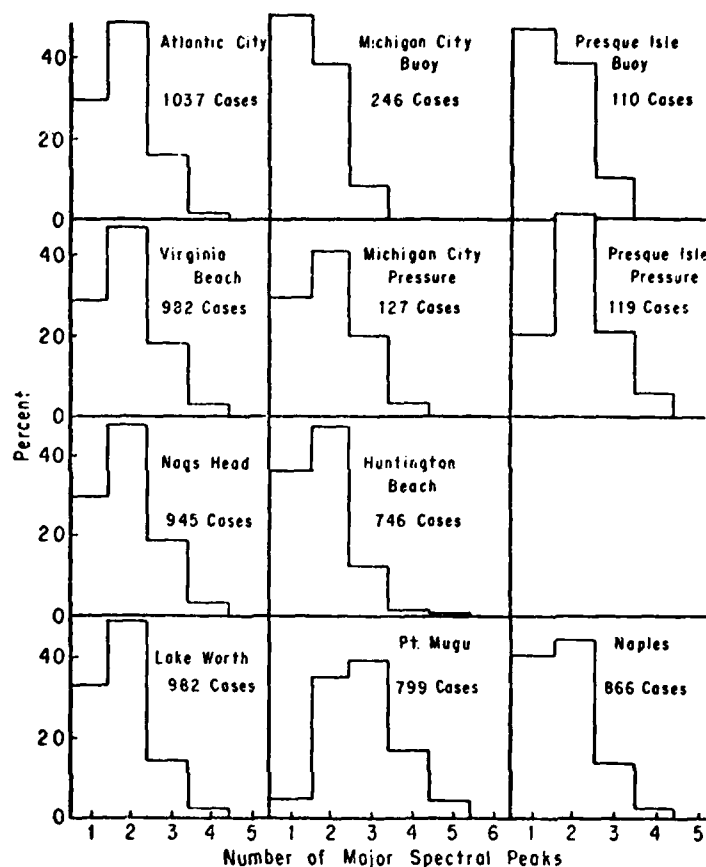 Atlantic City
1037 Cases
Michigan City
Buoy
246 Cases
Presque Isle
Buoy
110 Cases
40
20
0
Virginia
Beach
982 Cases
Michigan City
Pressure
127 Cases
Presque Isle
Pressure
119 Cases
40
20
0
Percent
Nags Head
945 Cases
Huntington
Beach
746 Cases
40
20
0
Lake Worth
982 Cases
Pt. Mugu
799 Cases
Naples
866 Cases
40
20
0
1 2 3 4 5 1 2 3 4 5 6 1 2 3 4 5
Number of Major Spectral Peaks